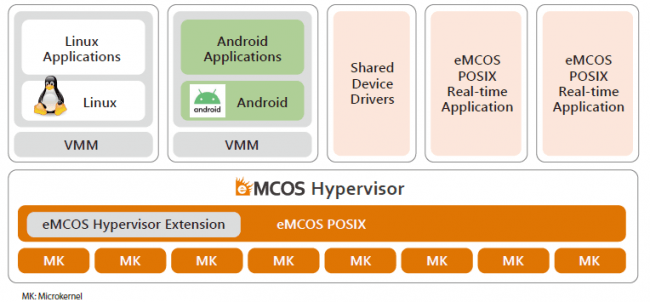 Linux
Applications
Linux
VMM
Android
Applications
android
Android
VMM
Shared
Device
Drivers
eMCOS
POSIX
Real-time
Application
eMCOS
POSIX
Real-time
Application
eMCOS Hypervisor
eMCOS Hypervisor Extension
eMCOS POSIX
MK MK MK MK MK MK MK MK
MK: Microkernel